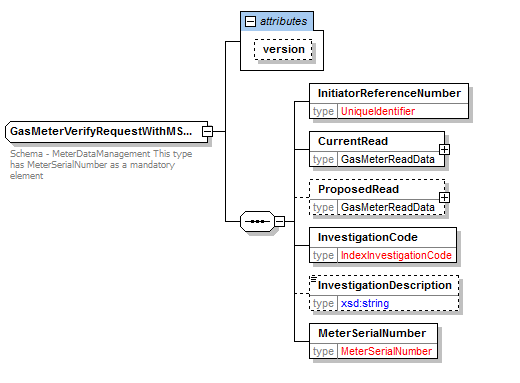 attributes
version
GasMeterVerifyRequestWithMS...
Schema - MeterDataManagement This type
has MeterSerialNumber as a mandatory
element
InitiatorReferenceNumber
type UniqueIdentifier
CurrentRead
type GasMeterReadData
ProposedRead
type GasMeterReadData
InvestigationCode
type IndexInvestigationCode
InvestigationDescription
type xsd:string
MeterSerialNumber
type MeterSerialNumber